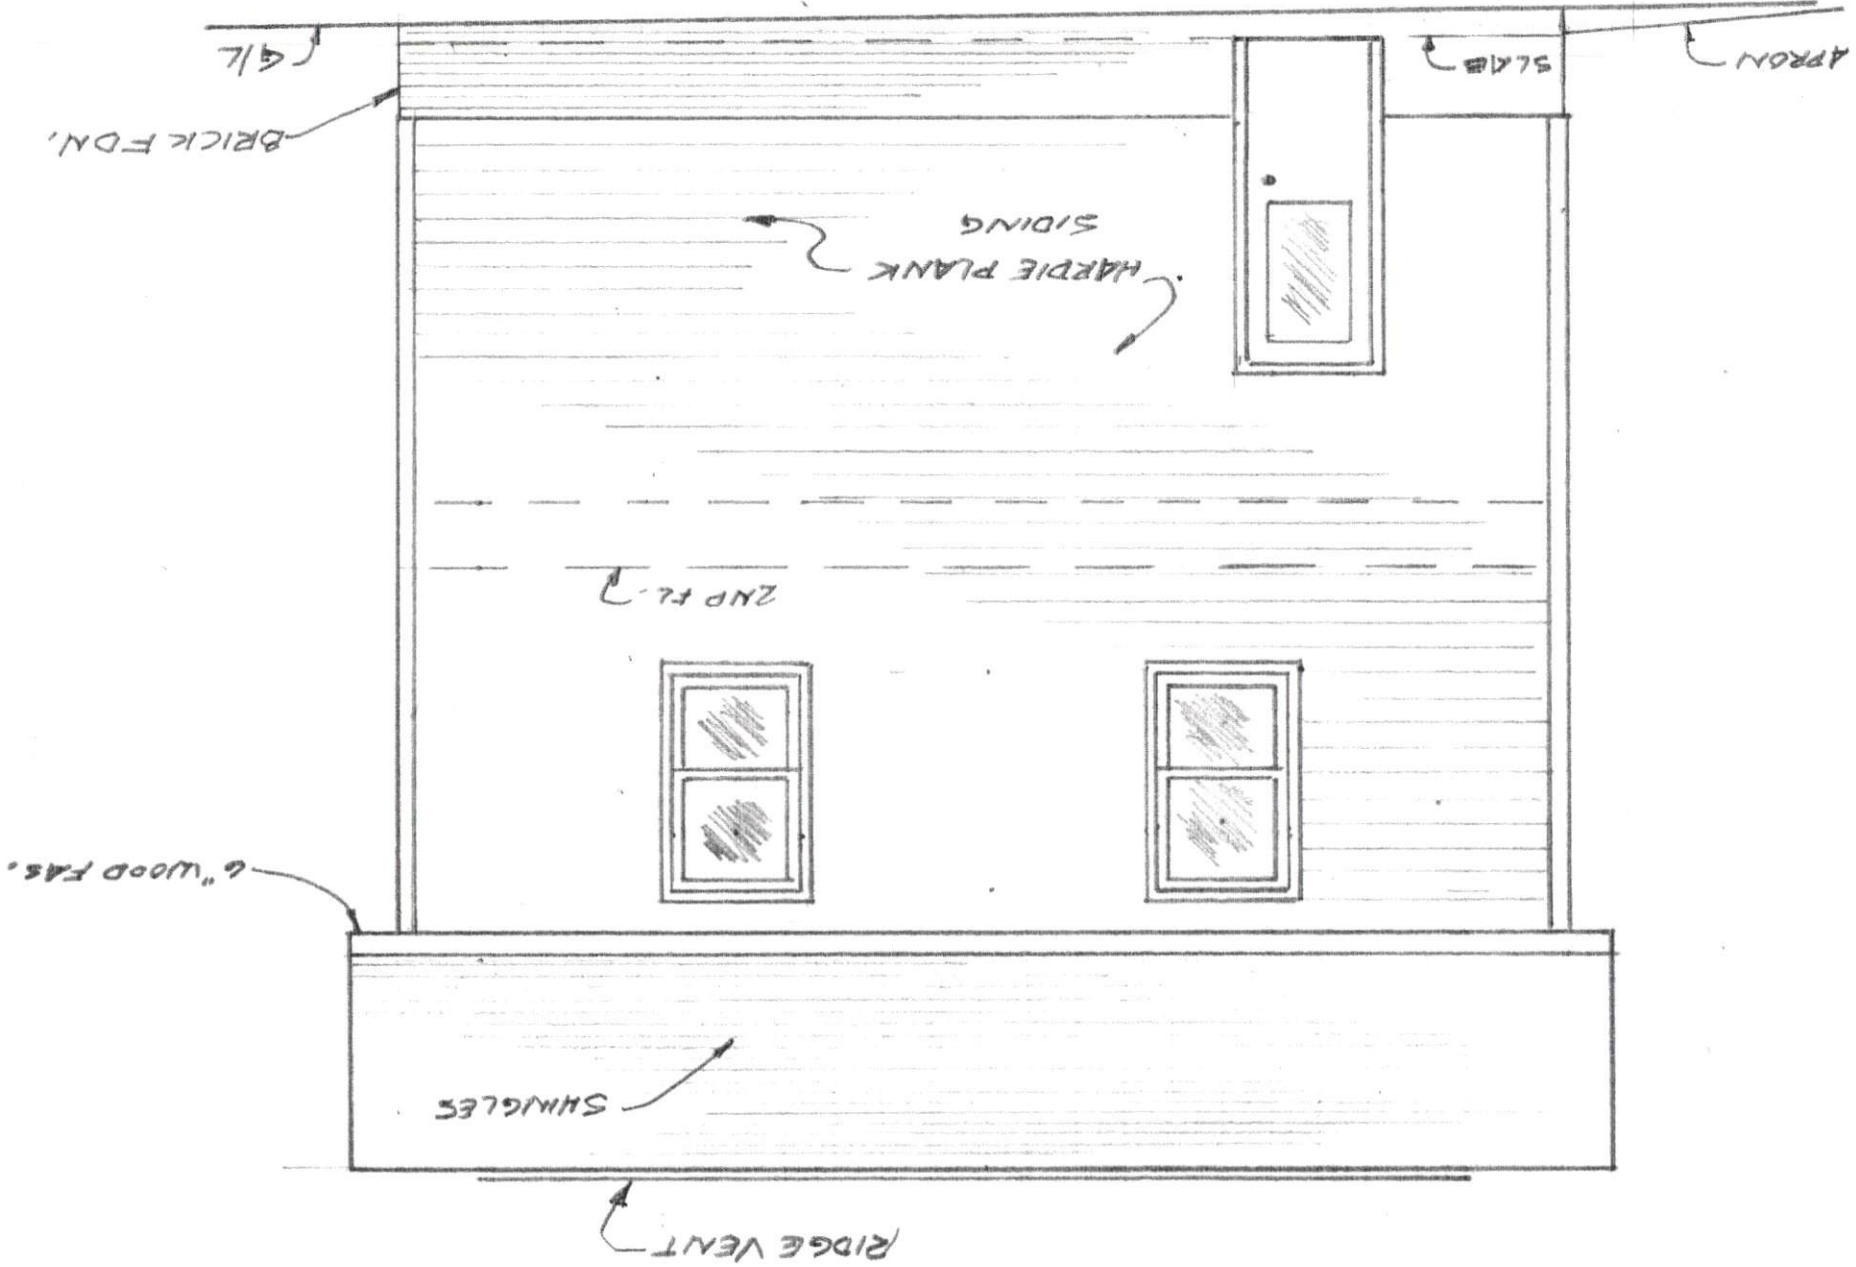 RIDGE VENT
SHINGLES
6" WOOD FAS.
2ND FL.
HARDIE PLANK
SIDING
BRICK FDN.
APRON
SLAB
G/L